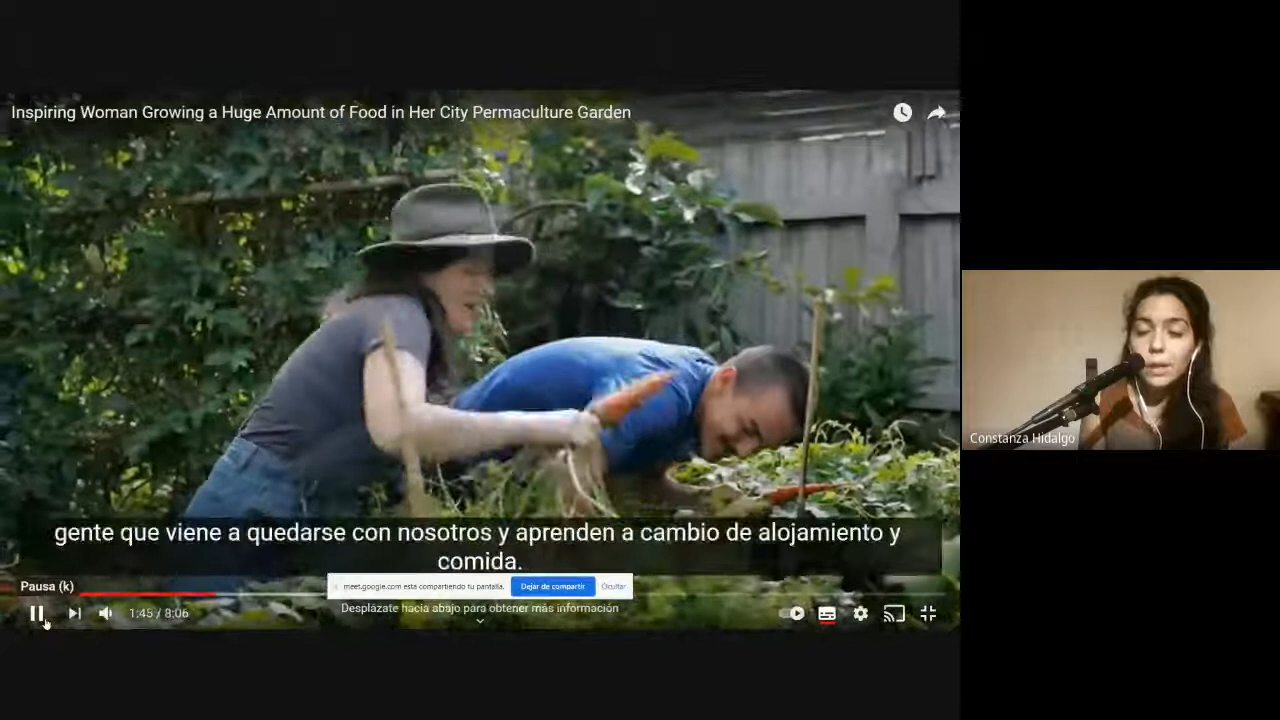 Inspiring Woman Growing a Huge Amount of Food in Her City Permaculture Garden
Constanza Hidalgo
gente que viene a quedarse con nosotros y aprenden a cambio de alojamiento y
comida.
Pausa (k)
meet.google.com está compartiendo tu pantalla.
Dejar de compartir
Ocultar
1:45 / 8:06
Desplázate hacia abajo para obtener más información